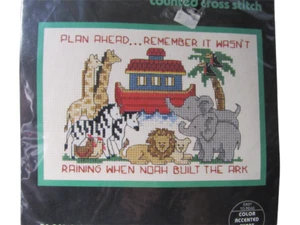 counted cross stitch
PLAN AHEAD...REMEMBER IT WASN'T
RAINING WHEN NOAH BUILT THE ARK
COLOR
ACCENTED